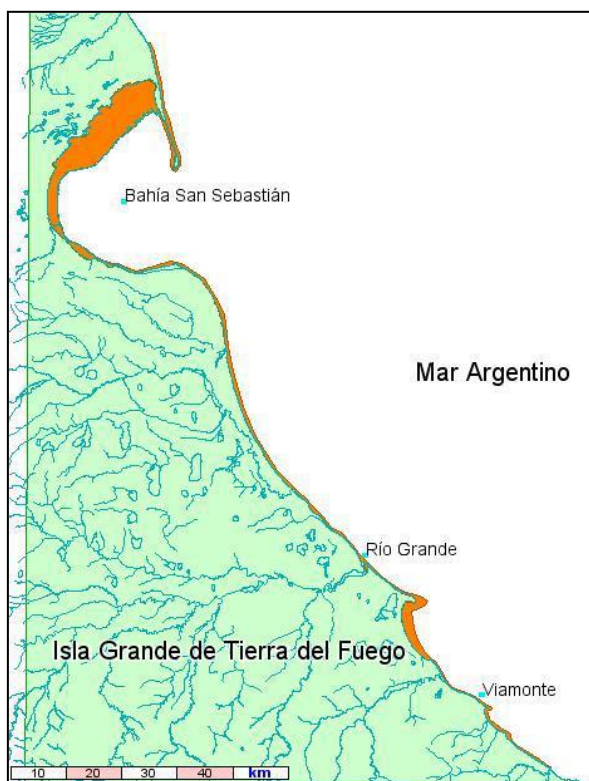 Bahía San Sebastián
Mar Argentino
Río Grande
Isla Grande de Tierra del Fuego
Viamonte
10 20 30 40 km